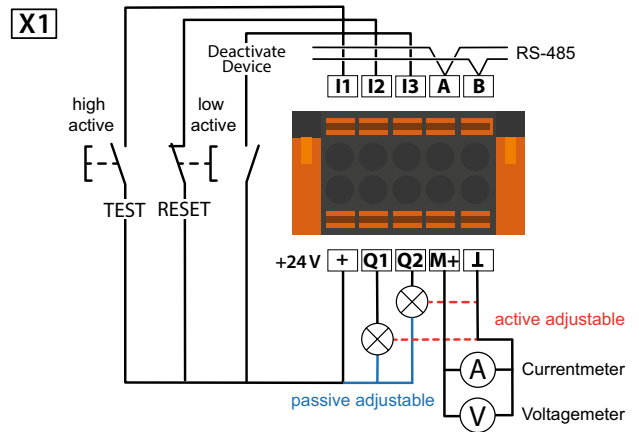 X1
Deactivate
Device
RS-485
I1 I2 I3 A B
high
active
low
active
TEST RESET
+24 V + Q1 Q2 M+ ⊥
active adjustable
passive adjustable
A Currentmeter
V Voltagemeter